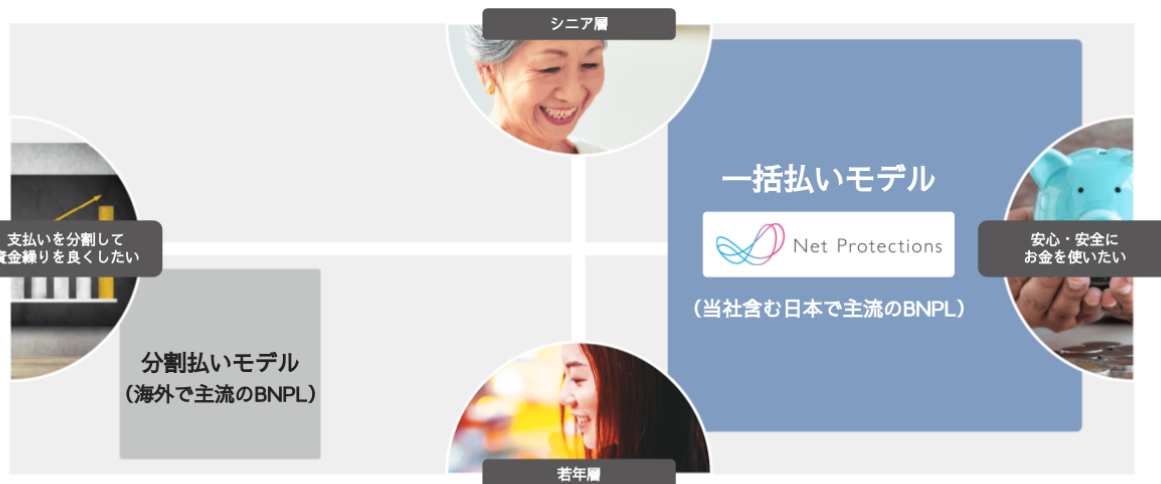 シニア層
一括払いモデル
Net Protections
(当社含む日本で主流のBNPL)
支払いを分割して
資金繰りを良くしたい
安心・安全に
お金を使いたい
分割払いモデル
(海外で主流のBNPL)
若年層